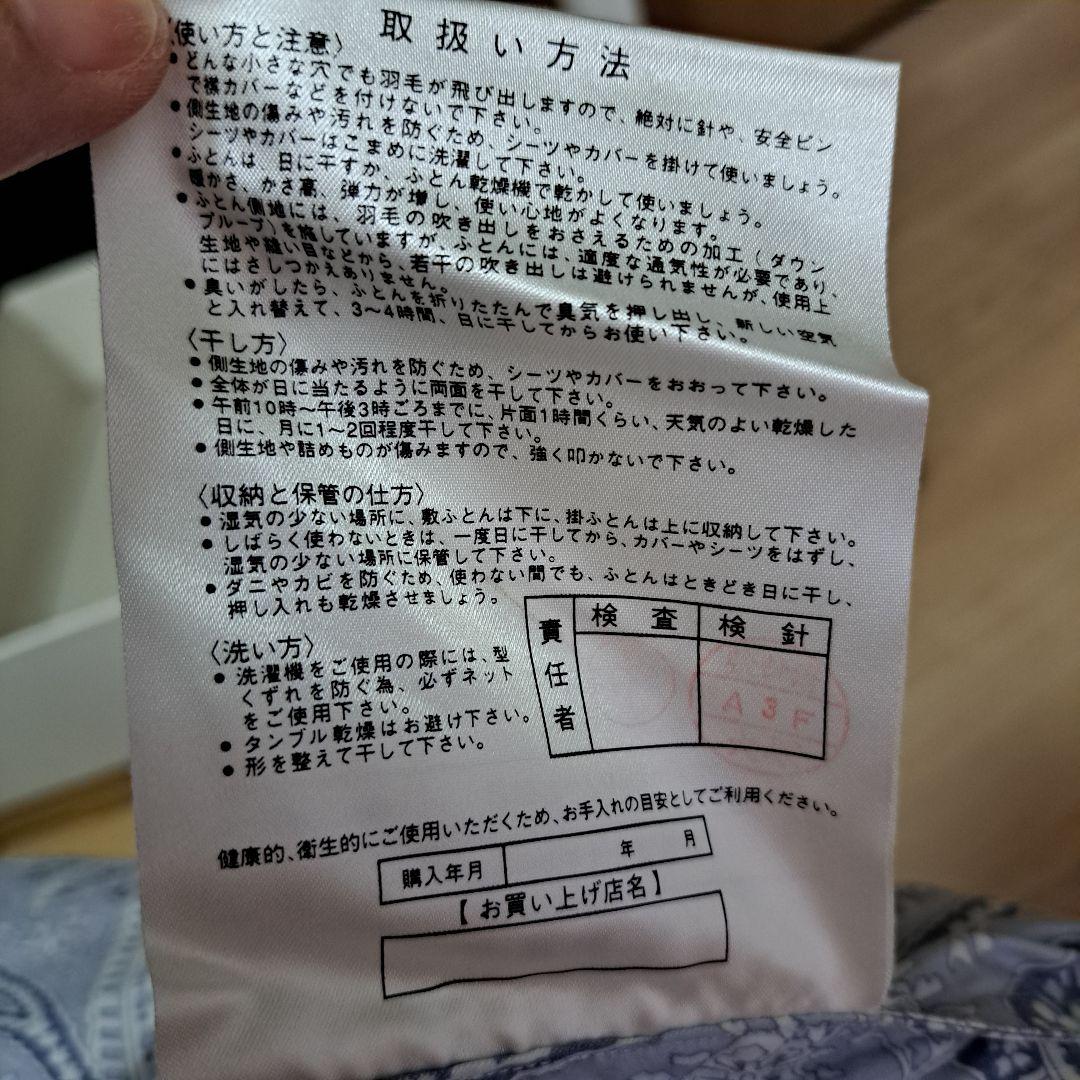 取扱い方法
〈使い方と注意〉
●どんな小さな穴でも羽毛が飛び出しますので、絶対に針や、安全ピン
で襟カバーなどを付けないで下さい。
●側生地の傷みや汚れを防ぐため、シーツやカバーを掛けて使いましょう。
シーツやカバーはこまめに洗濯して下さい。
●ふとんは、日に干すか、ふとん乾燥機で乾かして使いましょう。
暖かさ、かさ高、弾力が増し、使い心地がよくなります。
●ふとん側地には、羽毛の吹き出しをおさえるための加工（ダウン
プルーフ）を施していますが、ふとんには、適度な通気性が必要であり、
生地や縫い目などから、若干の吹き出しは避けられませんが、使用上
にはさしつかえありません。
●臭いがしたら、ふとんを折りたたんで臭気を押し出し、新しい空気
と入れ替えて、3〜4時間、日に干してからお使い下さい。
〈干し方〉
●側生地の傷みや汚れを防ぐため、シーツやカバーをおおって下さい。
●全体が日に当たるように両面を干して下さい。
●午前10時〜午後3時ごろまでに、片面1時間くらい、天気のよい乾燥した
日に、月に1〜2回程度干して下さい。
●側生地や詰めものが傷みますので、強く叩かないで下さい。
〈収納と保管の仕方〉
●湿気の少ない場所に、敷ふとんは下に、掛ふとんは上に収納して下さい。
●しばらく使わないときは、一度日に干してから、カバーやシーツをはずし、
湿気の少ない場所に保管して下さい。
●ダニやカビを防ぐため、使わない間でも、ふとんはときどき日に干し、
押し入れも乾燥させましょう。
〈洗い方〉
●洗濯機をご使用の際には、型
くずれを防ぐ為、必ずネット
をご使用下さい。
●タンブル乾燥はお避け下さい。
●形を整えて干して下さい。
責任者
検査
検針
A3F
健康的、衛生的にご使用いただくため、お手入れの目安としてご利用ください。
購入年月 年 月
【お買い上げ店名】